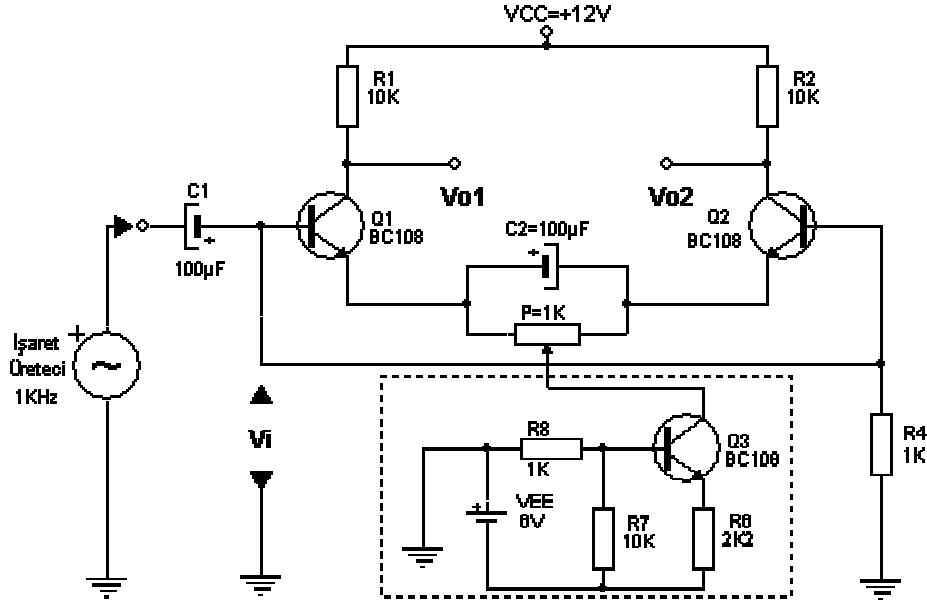 VCC=+12V
R1
10K
R2
10K
C1
100µF
Q1
BC108
Vo1
Vo2
Q2
BC108
C2=100µF
P=1K
İşaret
Üreteci
1KHz
Vi
R8
1K
Q3
BC108
R4
1K
VEE
6V
R7
10K
R6
2K2